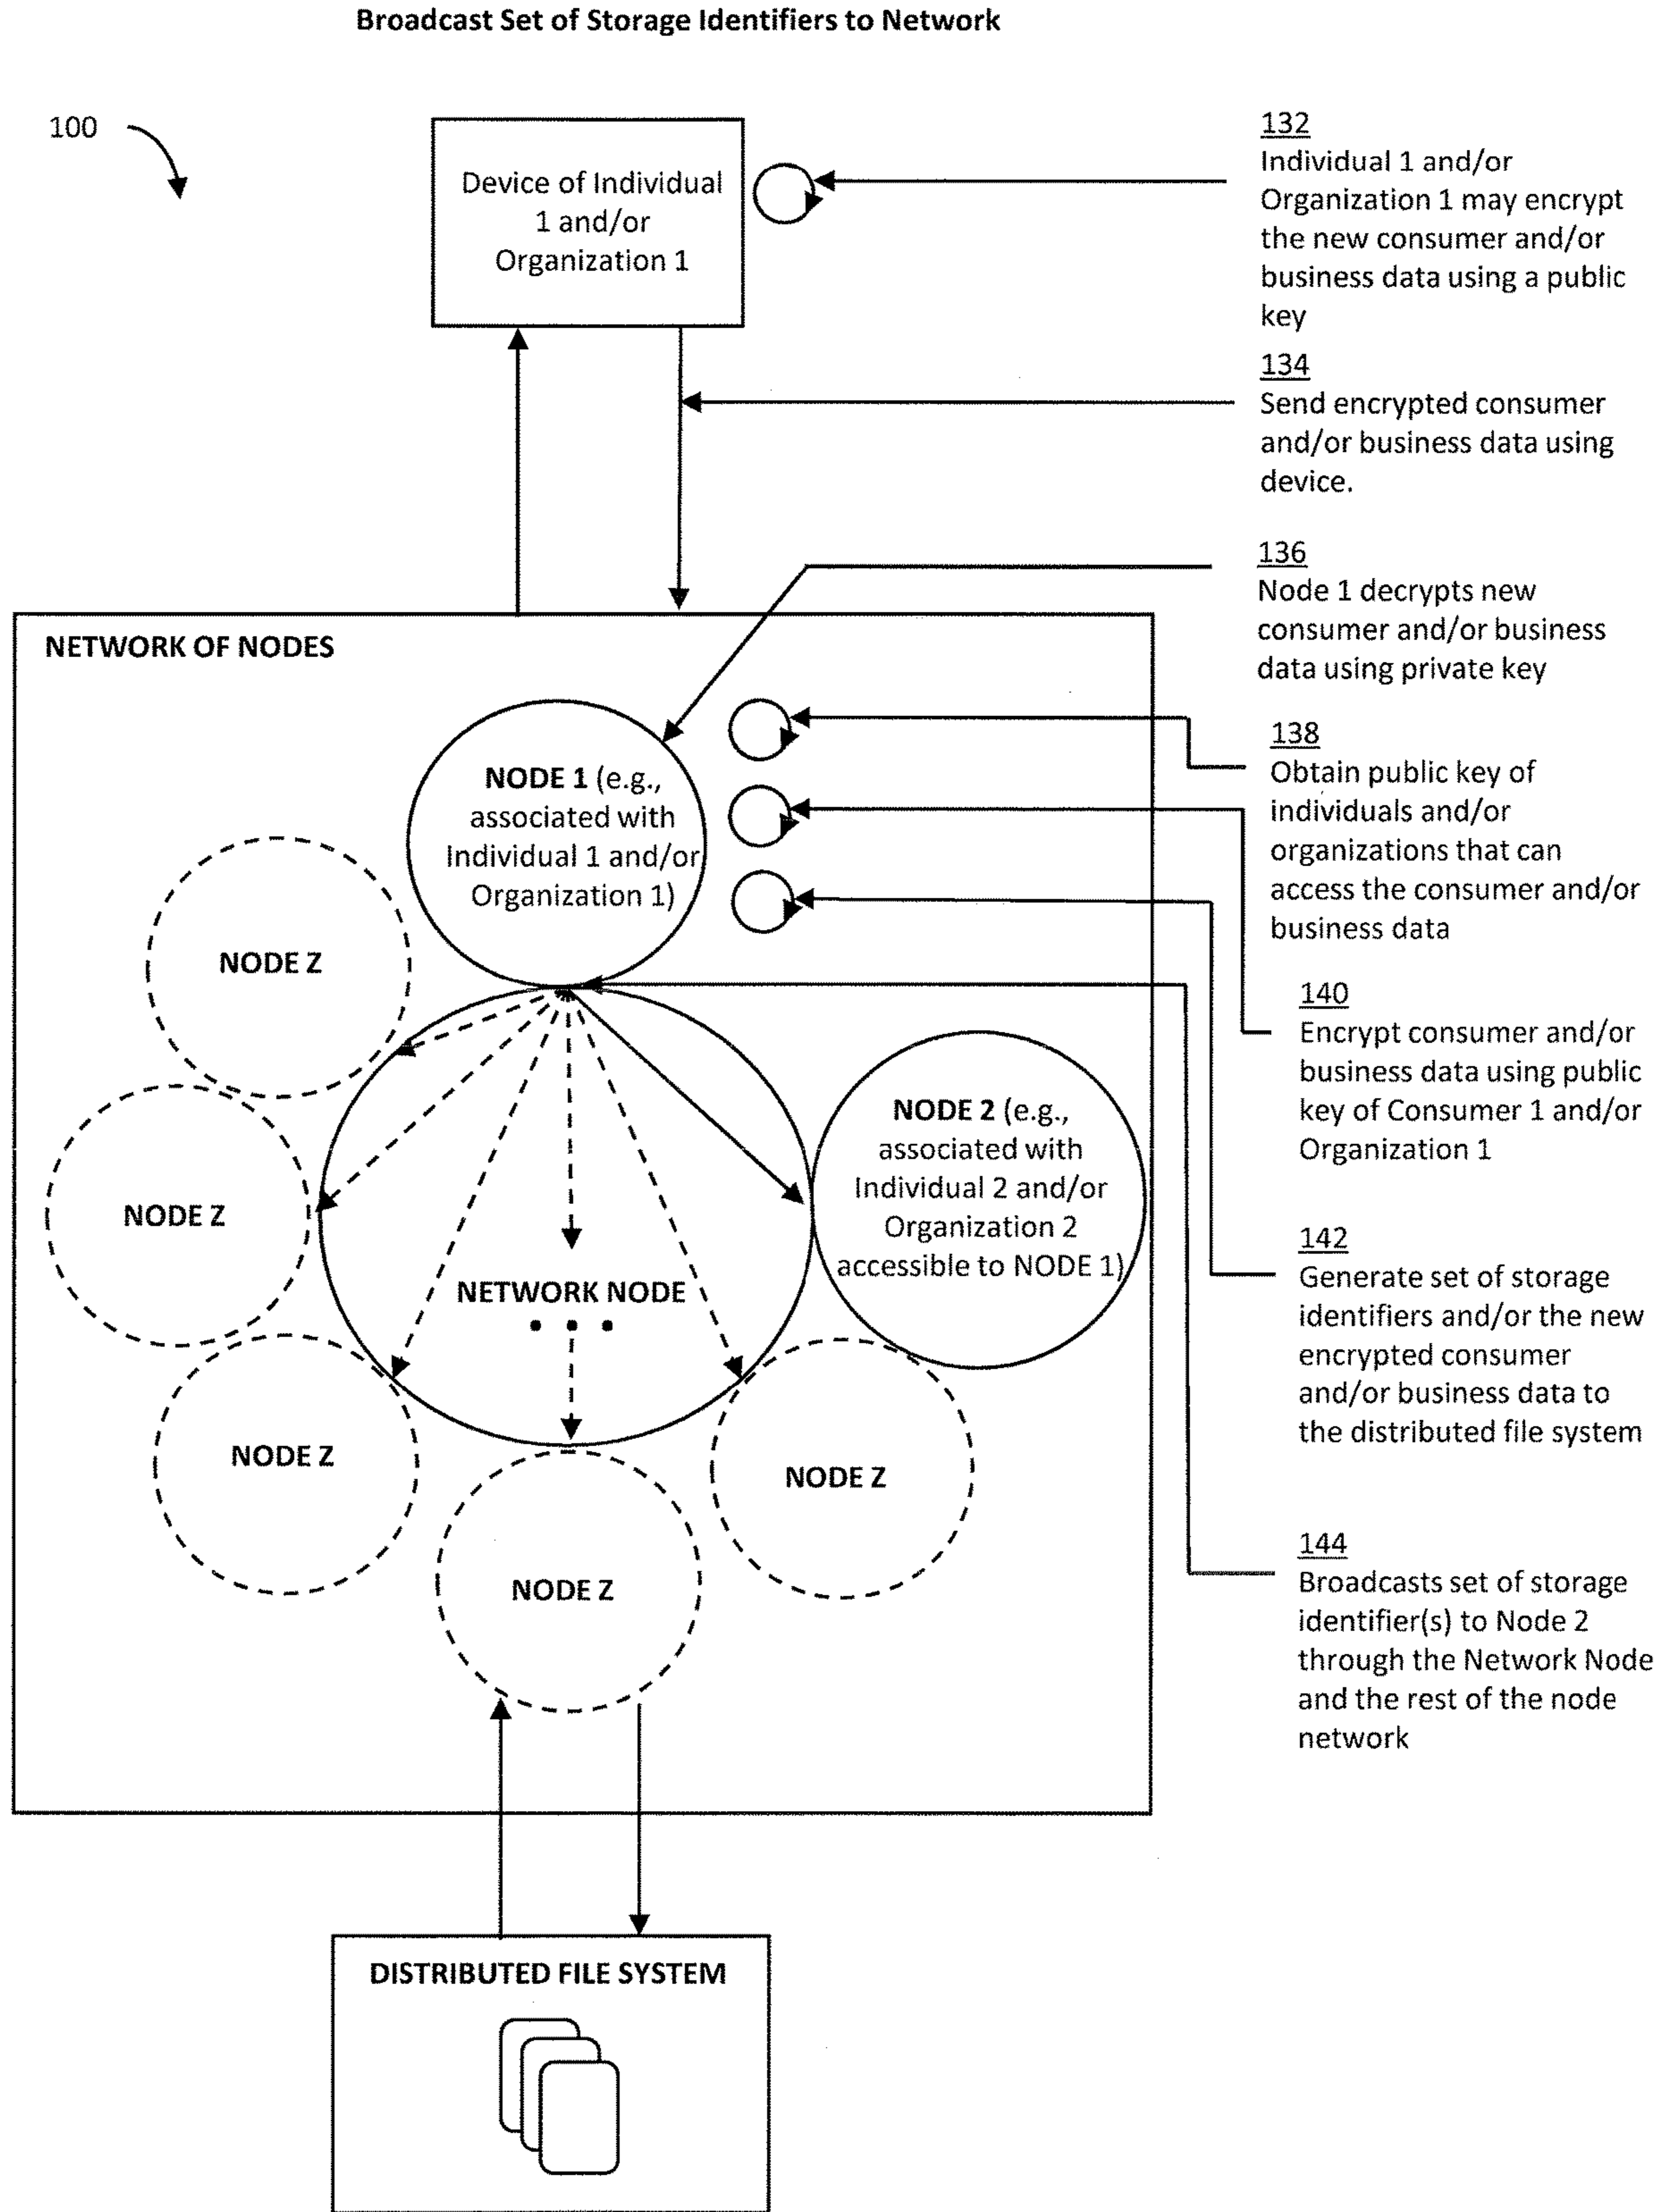 Broadcast Set of Storage Identifiers to Network
100
Device of Individual
1 and/or
Organization 1
132
Individual 1 and/or
Organization 1 may encrypt
the new consumer and/or
business data using a public
key
134
Send encrypted consumer
and/or business data using
device.
136
Node 1 decrypts new
consumer and/or business
data using private key
NETWORK OF NODES
NODE 1 (e.g.,
associated with
Individual 1 and/or
Organization 1)
138
Obtain public key of
individuals and/or
organizations that can
access the consumer and/or
business data
NODE Z
140
Encrypt consumer and/or
business data using public
key of Consumer 1 and/or
Organization 1
NODE 2 (e.g.,
associated with
Individual 2 and/or
Organization 2
accessible to NODE 1)
NODE Z
NETWORK NODE
• • •
142
Generate set of storage
identifiers and/or the new
encrypted consumer
and/or business data to
the distributed file system
NODE Z
NODE Z
NODE Z
144
Broadcasts set of storage
identifier(s) to Node 2
through the Network Node
and the rest of the node
network
DISTRIBUTED FILE SYSTEM